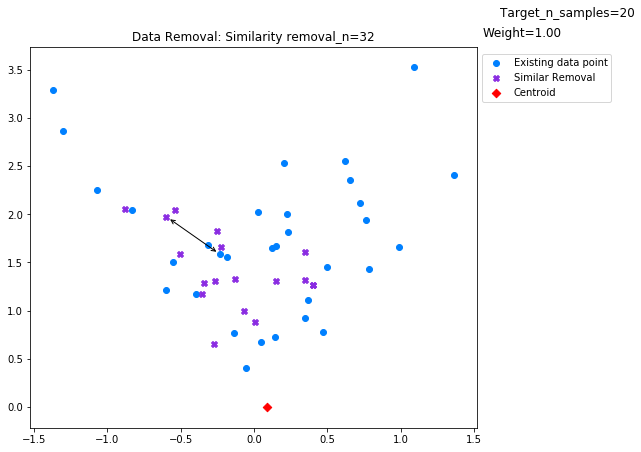 Target_n_samples=20
Weight=1.00
Data Removal: Similarity removal_n=32
Existing data point
Similar Removal
Centroid
3.5
3.0
2.5
2.0
1.5
1.0
0.5
0.0
−1.5 −1.0 −0.5 0.0 0.5 1.0 1.5